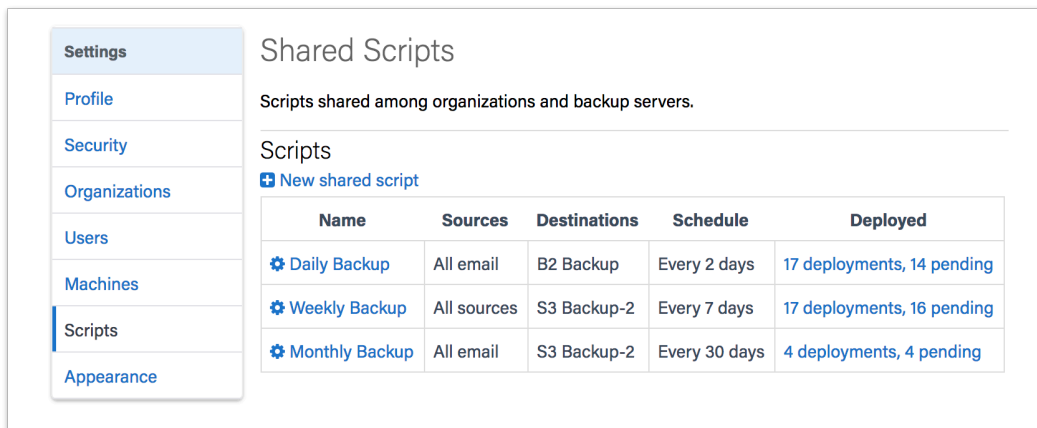 Settings
Profile
Security
Organizations
Users
Machines
Scripts
Appearance
Shared Scripts
Scripts shared among organizations and backup servers.
Scripts
New shared script
Name Sources Destinations Schedule Deployed
Daily Backup All email B2 Backup Every 2 days 17 deployments, 14 pending
Weekly Backup All sources S3 Backup-2 Every 7 days 17 deployments, 16 pending
Monthly Backup All email S3 Backup-2 Every 30 days 4 deployments, 4 pending